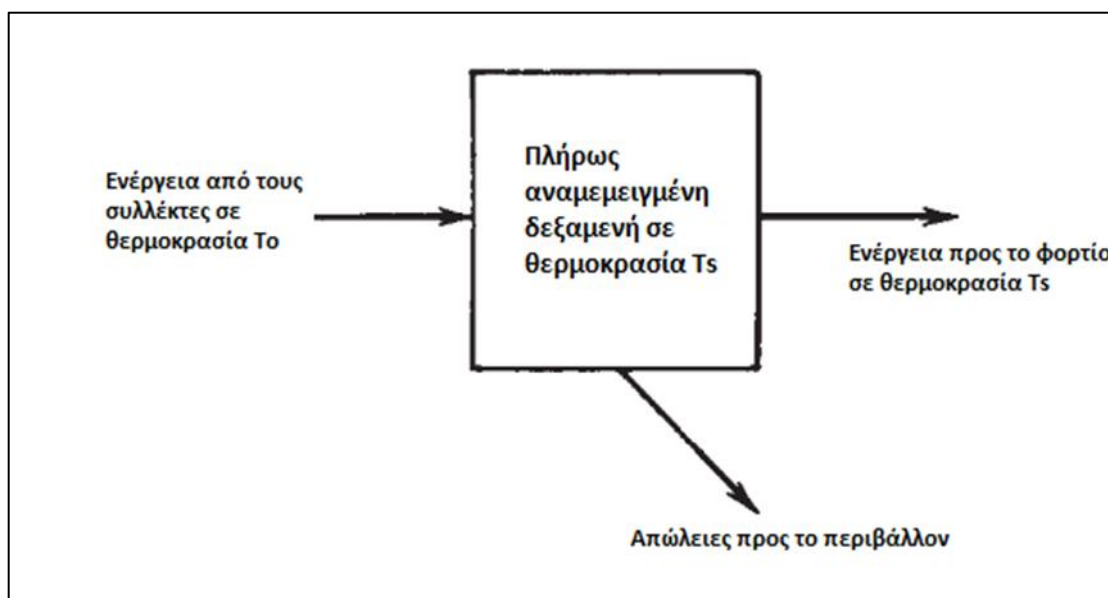 Ενέργεια από τους
συλλέκτες σε
θερμοκρασία Το
Πλήρως
αναμεμειγμένη
δεξαμενή σε
θερμοκρασία Ts
Ενέργεια προς το φορτίο
σε θερμοκρασία Ts
Απώλειες προς το περιβάλλον